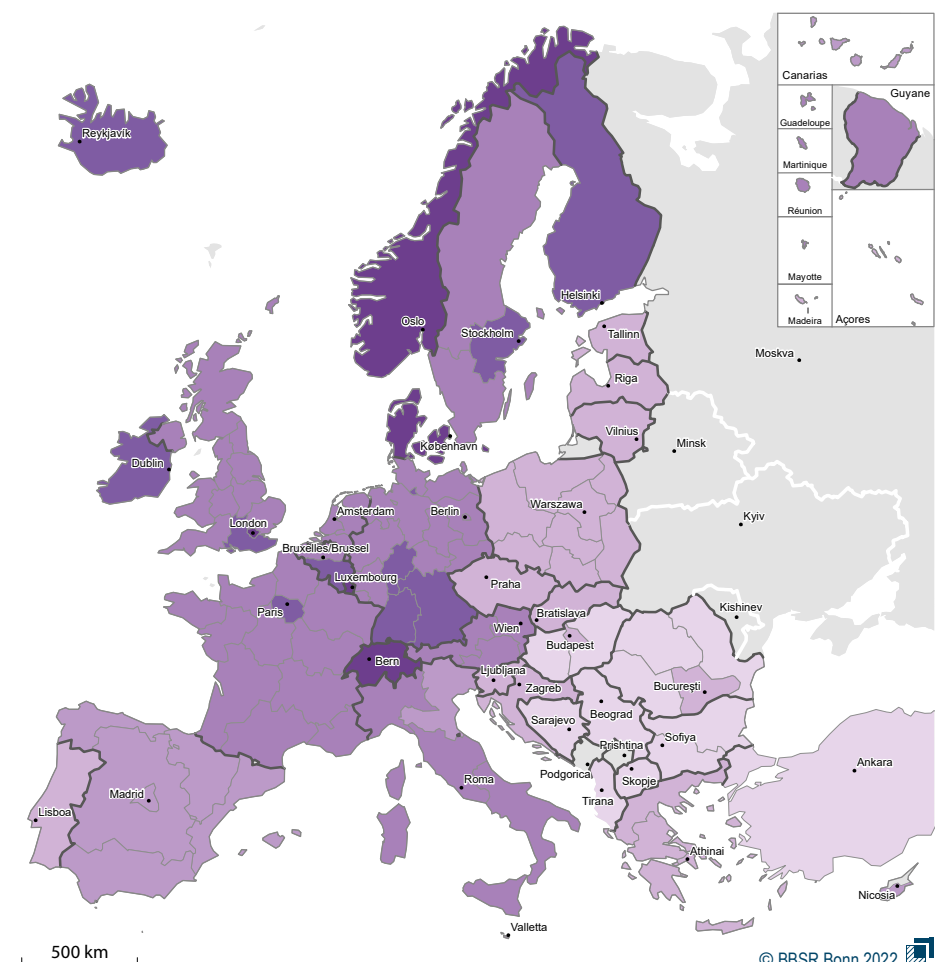 Canarias
Guyane
Guadeloupe
Martinique
Réunion
Mayotte
Madeira
Açores
Reykjavík
Helsinki
Oslo
Stockholm
Tallinn
Moskva
Riga
København
Vilnius
Minsk
Dublin
London
Amsterdam
Berlin
Warszawa
Kyiv
Bruxelles/Brussel
Luxembourg
Praha
Paris
Kishinev
Wien
Bratislava
Budapest
Bern
Ljubljana
Zagreb
Bucureşti
Sarajevo
Beograd
Prishtina
Sofiya
Podgorica
Skopje
Ankara
Tirana
Roma
Madrid
Lisboa
Athinai
Nicosia
Valletta
500 km
© BBSR Bonn 2022